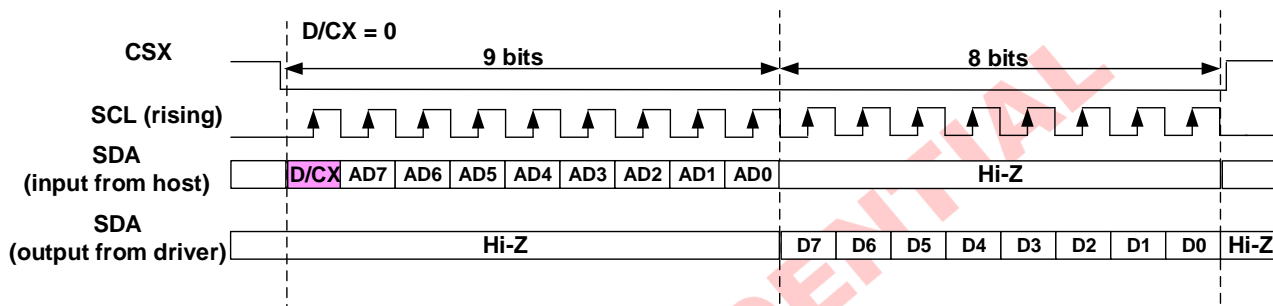 D/CX = 0
CSX
9 bits
8 bits
SCL (rising)
SDA
(input from host)
D/CX AD7 AD6 AD5 AD4 AD3 AD2 AD1 AD0
Hi-Z
SDA
(output from driver)
Hi-Z
D7 D6 D5 D4 D3 D2 D1 D0 Hi-Z
DENTIAL